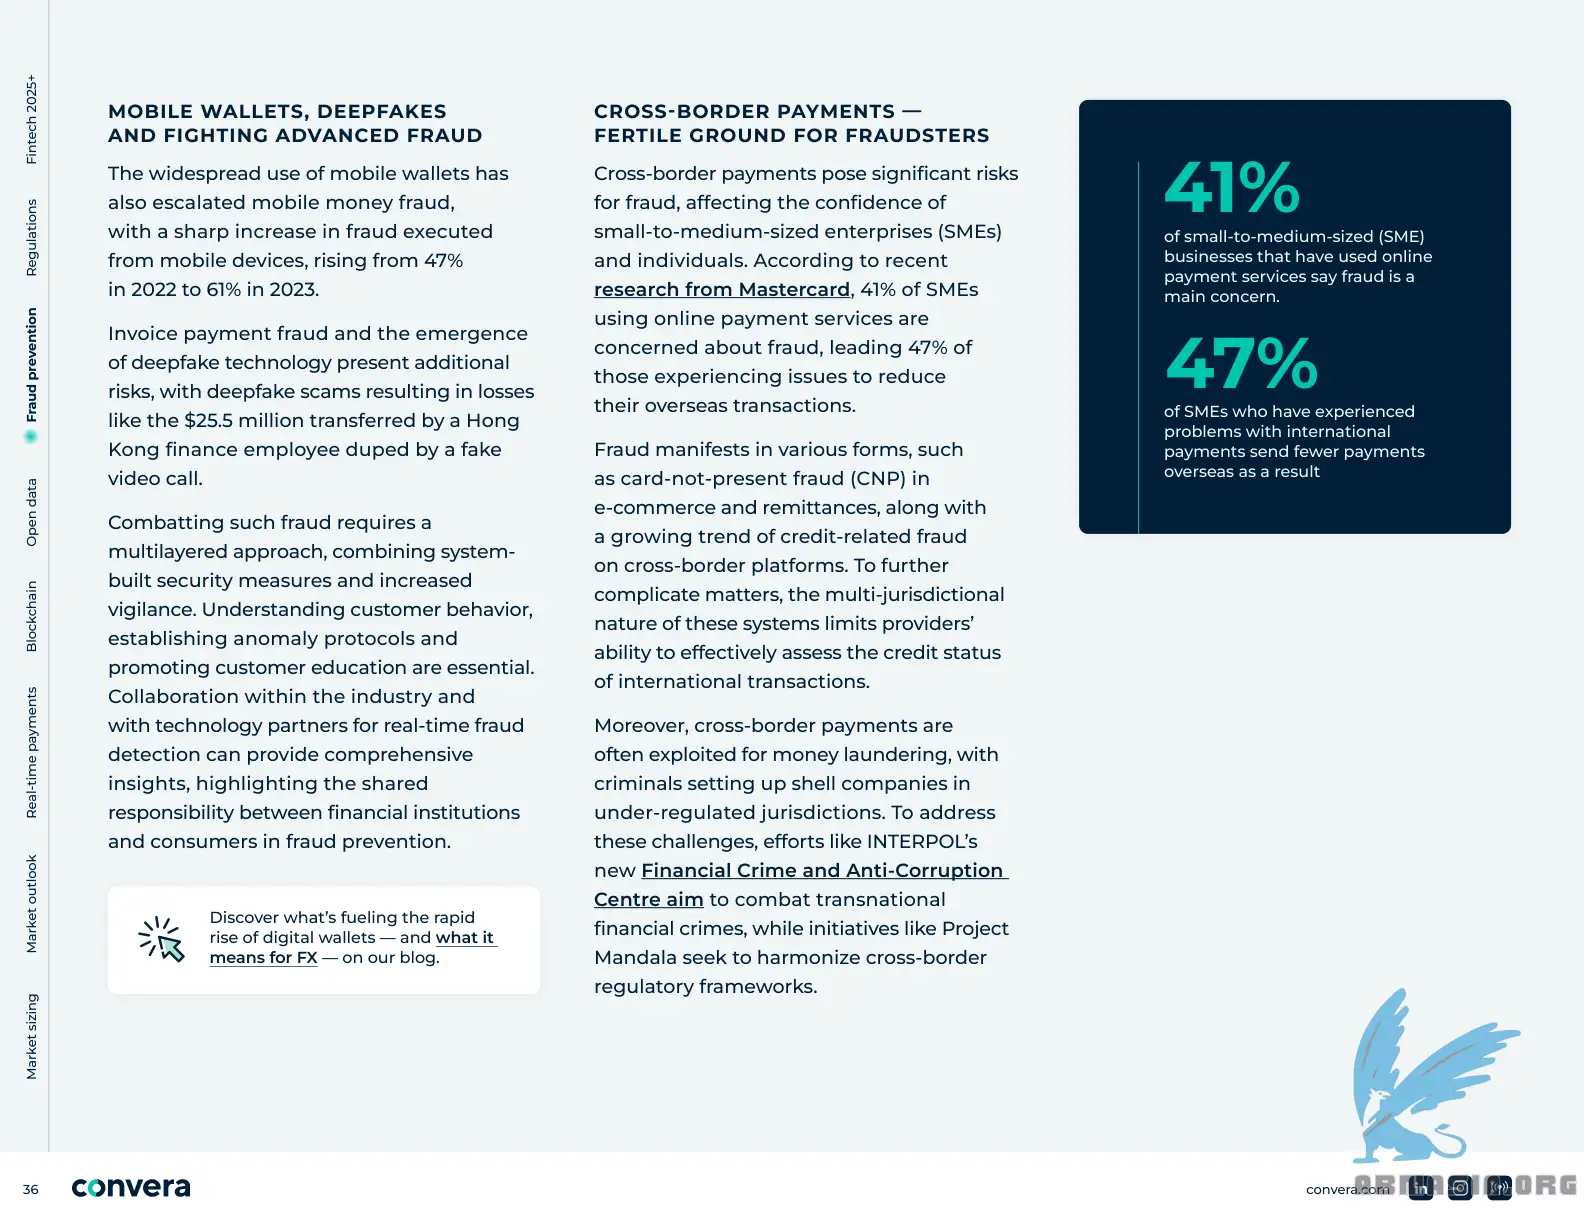 Fintech 2025+
Regulations
Fraud prevention
Open data
Blockchain
Real-time payments
Market outlook
Market sizing
MOBILE WALLETS, DEEPFAKES
AND FIGHTING ADVANCED FRAUD
The widespread use of mobile wallets has
also escalated mobile money fraud,
with a sharp increase in fraud executed
from mobile devices, rising from 47%
in 2022 to 61% in 2023.
Invoice payment fraud and the emergence
of deepfake technology present additional
risks, with deepfake scams resulting in losses
like the $25.5 million transferred by a Hong
Kong finance employee duped by a fake
video call.
Combatting such fraud requires a
multilayered approach, combining system-
built security measures and increased
vigilance. Understanding customer behavior,
establishing anomaly protocols and
promoting customer education are essential.
Collaboration within the industry and
with technology partners for real-time fraud
detection can provide comprehensive
insights, highlighting the shared
responsibility between financial institutions
and consumers in fraud prevention.
Discover what's fueling the rapid
rise of digital wallets — and what it
means for FX — on our blog.
CROSS-BORDER PAYMENTS —
FERTILE GROUND FOR FRAUDSTERS
Cross-border payments pose significant risks
for fraud, affecting the confidence of
small-to-medium-sized enterprises (SMEs)
and individuals. According to recent
research from Mastercard, 41% of SMEs
using online payment services are
concerned about fraud, leading 47% of
those experiencing issues to reduce
their overseas transactions.
Fraud manifests in various forms, such
as card-not-present fraud (CNP) in
e-commerce and remittances, along with
a growing trend of credit-related fraud
on cross-border platforms. To further
complicate matters, the multi-jurisdictional
nature of these systems limits providers'
ability to effectively assess the credit status
of international transactions.
Moreover, cross-border payments are
often exploited for money laundering, with
criminals setting up shell companies in
under-regulated jurisdictions. To address
these challenges, efforts like INTERPOL's
new Financial Crime and Anti-Corruption
Centre aim to combat transnational
financial crimes, while initiatives like Project
Mandala seek to harmonize cross-border
regulatory frameworks.
41%
of small-to-medium-sized (SME)
businesses that have used online
payment services say fraud is a
main concern.
47%
of SMEs who have experienced
problems with international
payments send fewer payments
overseas as a result
36
convera
convera.com
in